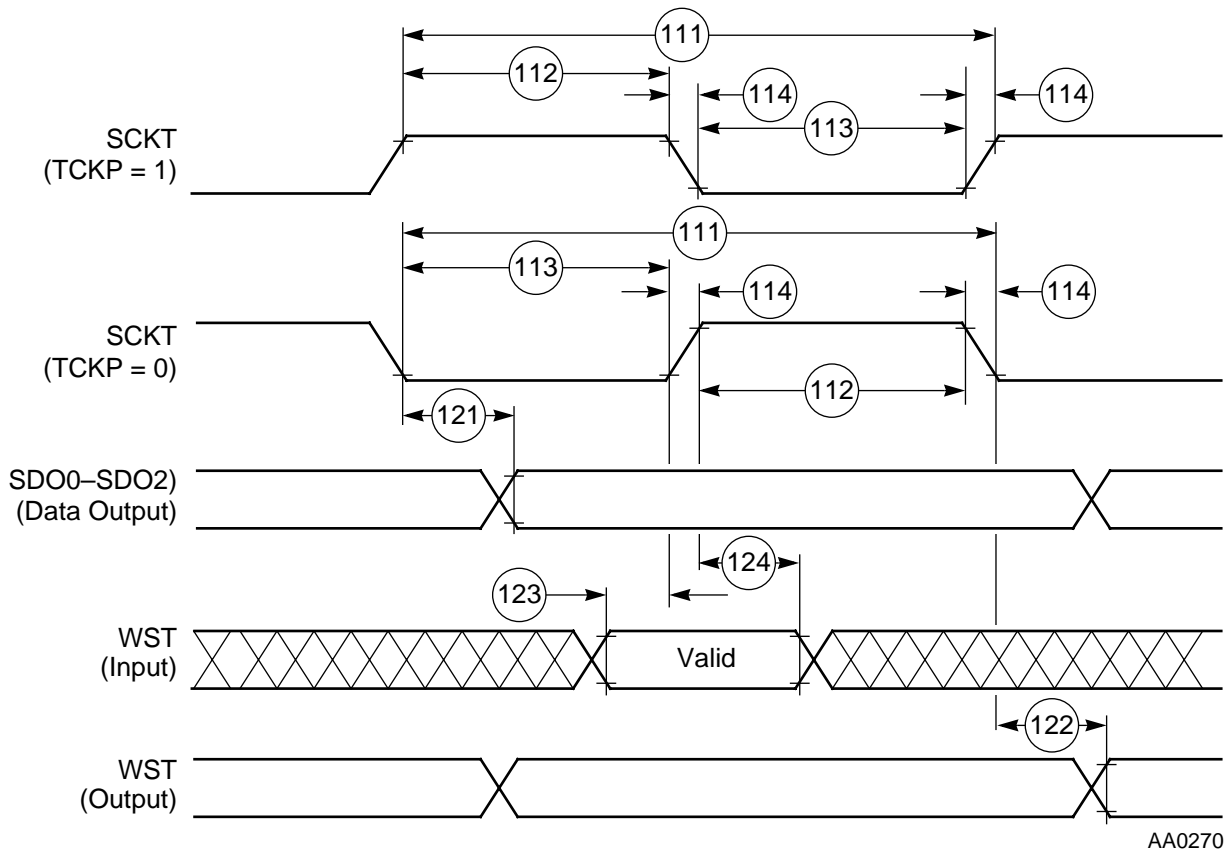 111
112
114
114
113
SCKT
(TCKP = 1)
111
113
114
114
SCKT
(TCKP = 0)
112
121
SDO0–SDO2)
(Data Output)
124
123
WST
(Input)
Valid
122
WST
(Output)
AA0270